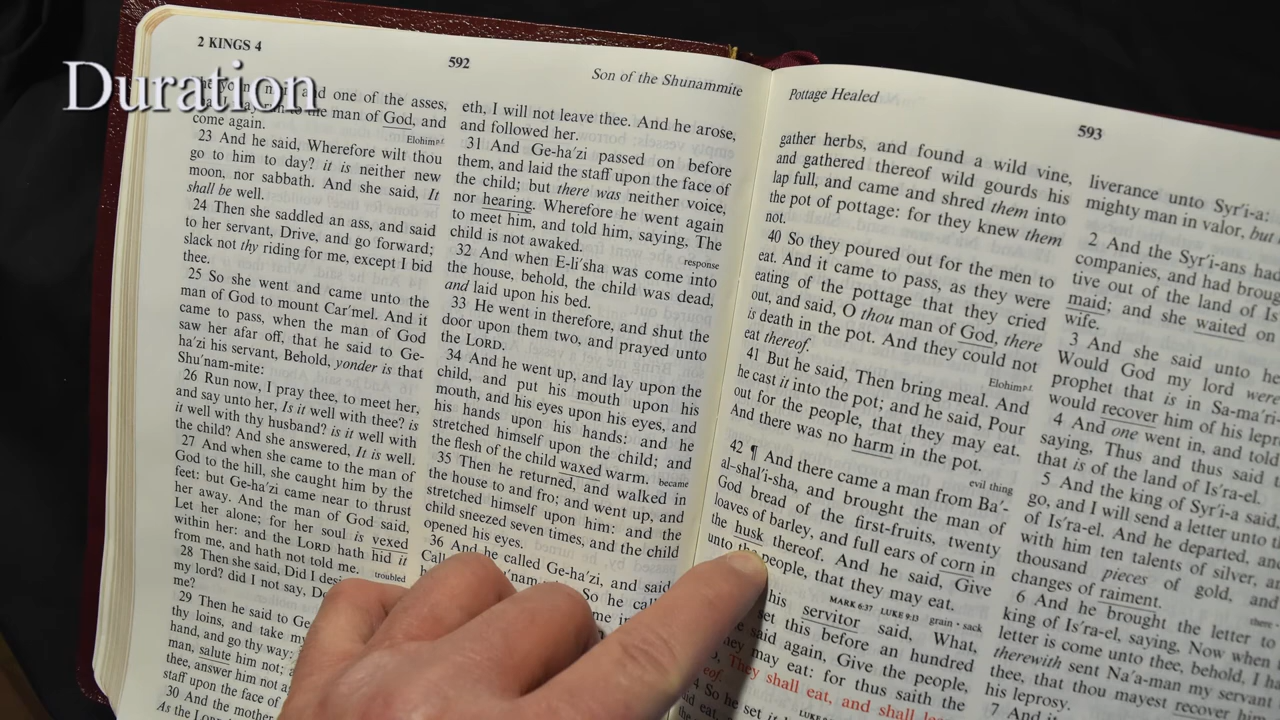 Duration
2 KINGS 4
592
Son of the Shunammite
and one of the asses,
man of God, and
come again.
Elohim p.f.
23 And he said, Wherefore wilt thou
go to him to day? it is neither new
moon, nor sabbath. And she said, It
shall be well.
24 Then she saddled an ass, and said
to her servant, Drive, and go forward;
slack not thy riding for me, except I bid
thee.
25 So she went and came unto the
man of God to mount Car′mel. And it
came to pass, when the man of God
saw her afar off, that he said to Ge-
ha′zi his servant, Behold, yonder is that
Shu′nam-mite:
26 Run now, I pray thee, to meet her,
and say unto her, Is it well with thee? is
it well with thy husband? is it well with
the child? And she answered, It is well.
27 And when she came to the man of
God to the hill, she caught him by the
feet: but Ge-ha′zi came near to thrust
her away. And the man of God said,
Let her alone; for her soul is vexed
within her: and the LORD hath hid it
from me, and hath not told me.
troubled
28 Then she said, Did I desi
my lord? did I not say, Do
me?
29 Then he said to Ge
thy loins, and take my
hand, and go thy way:
man, salute him not;
thee, answer him not
staff upon the face of
30 And the mother
As the LORD
eth, I will not leave thee. And he arose,
and followed her.
31 And Ge-ha′zi passed on before
them, and laid the staff upon the face of
the child; but there was neither voice,
nor hearing. Wherefore he went again
to meet him, and told him, saying, The
child is not awaked.
response
32 And when E-li′sha was come into
the house, behold, the child was dead,
and laid upon his bed.
33 He went in therefore, and shut the
door upon them two, and prayed unto
the LORD.
34 And he went up, and lay upon the
child, and put his mouth upon his
mouth, and his eyes upon his eyes, and
his hands upon his hands: and he
stretched himself upon the child; and
the flesh of the child waxed warm.
became
35 Then he returned, and walked in
the house to and fro; and went up, and
stretched himself upon him: and the
child sneezed seven times, and the child
opened his eyes.
36 And he called Ge-ha′zi, and said,
Call
So he
Pottage Healed
593
gather herbs, and found a wild vine,
and gathered thereof wild gourds his
lap full, and came and shred them into
the pot of pottage: for they knew them
not.
40 So they poured out for the men to
eat. And it came to pass, as they were
eating of the pottage that they cried
out, and said, O thou man of God, there
is death in the pot. And they could not
eat thereof.
Elohim p.f.
41 But he said, Then bring meal. And
he cast it into the pot; and he said, Pour
out for the people, that they may eat.
And there was no harm in the pot.
evil thing
42 ¶ And there came a man from Ba′-
al-shal′i-sha, and brought the man of
God bread of the first-fruits, twenty
loaves of barley, and full ears of corn in
the husk thereof. And he said, Give
unto the people, that they may eat.
MARK 6:37 LUKE 9:13 grain • sack
his servitor said, What,
set this before an hundred
said again, Give the people,
may eat: for thus saith the
They shall eat, and shall
So he set it
liverance unto Syr′i-a:
mighty man in valor, but
2 And the Syr′i-ans had
companies, and had broug
tive out of the land of Is
maid; and she waited on
wife.
3 And she said unto he
Would God my lord were
prophet that is in Sa-ma′ri
would recover him of his lepr
4 And one went in, and told
saying, Thus and thus said t
that is of the land of Is′ra-el.
5 And the king of Syr′i-a said
go, and I will send a letter unto t
of Is′ra-el. And he departed, and
with him ten talents of silver, a
thousand pieces of gold, and
changes of raiment.
6 And he brought the letter to
king of Is′ra-el, saying, Now when
letter is come unto thee, behold, I ha
therewith sent Na′a-man my servant
thee, that thou mayest recover him
his leprosy.
7 And it